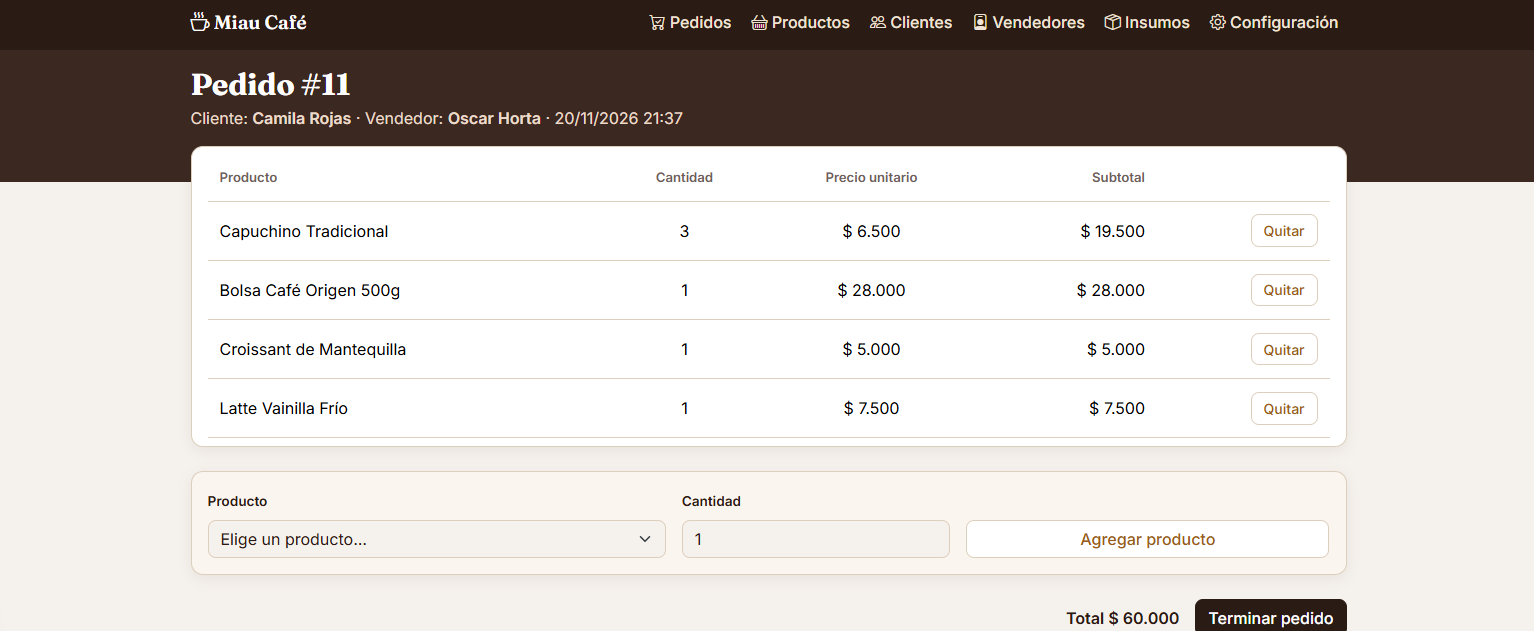 Miau Café Pedidos Productos Clientes Vendedores Insumos Configuración
Pedido #11
Cliente: Camila Rojas · Vendedor: Oscar Horta · 20/11/2026 21:37
Producto Cantidad Precio unitario Subtotal
Capuchino Tradicional 3 $ 6.500 $ 19.500 Quitar
Bolsa Café Origen 500g 1 $ 28.000 $ 28.000 Quitar
Croissant de Mantequilla 1 $ 5.000 $ 5.000 Quitar
Latte Vainilla Frío 1 $ 7.500 $ 7.500 Quitar
Producto Cantidad
Elige un producto... 1 Agregar producto
Total $ 60.000 Terminar pedido